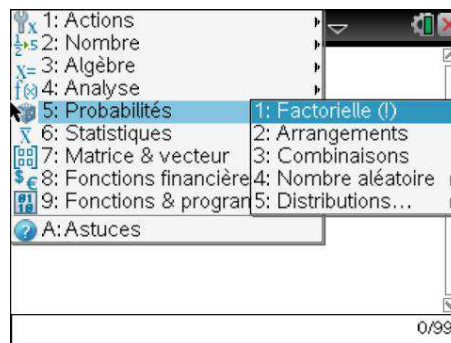 1: Actions
2: Nombre
3: Algèbre
4: Analyse
5: Probabilités
6: Statistiques
7: Matrice & vecteur
8: Fonctions financière
9: Fonctions & progran
A: Astuces
1: Factorielle (!)
2: Arrangements
3: Combinaisons
4: Nombre aléatoire
5: Distributions...
0/99